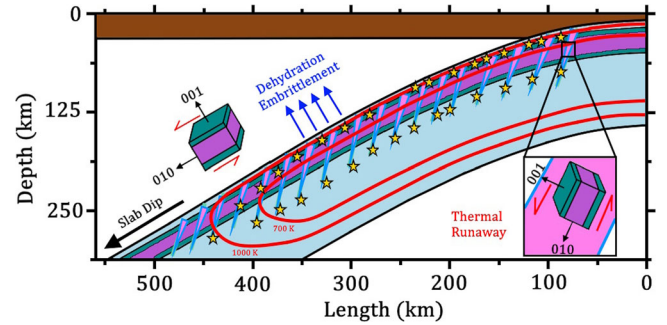 0
125
250
Depth (km)
001
010
Dehydration
Embrittlement
Slab Dip
700 K
1000 K
Thermal
Runaway
001
010
500
400
300
200
100
0
Length (km)